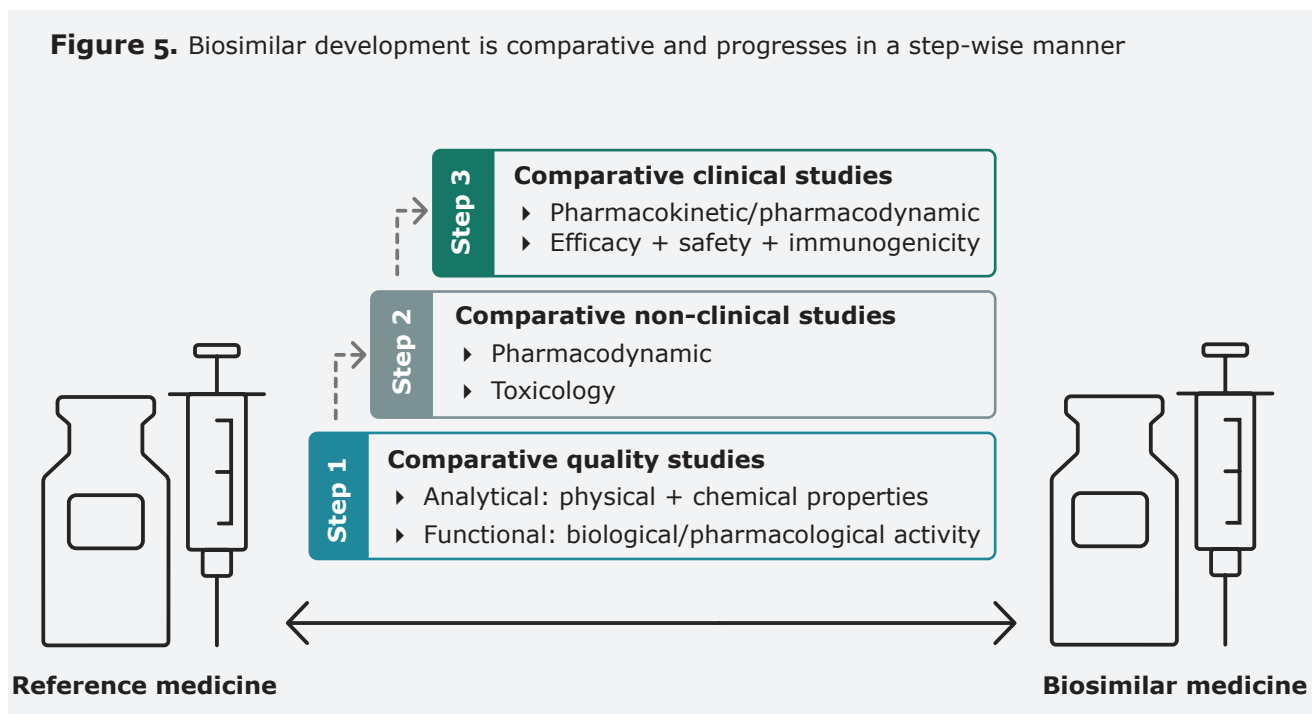 Figure 5. Biosimilar development is comparative and progresses in a step-wise manner
Step 3
Comparative clinical studies
‣ Pharmacokinetic/pharmacodynamic
‣ Efficacy + safety + immunogenicity
Step 2
Comparative non-clinical studies
‣ Pharmacodynamic
‣ Toxicology
Step 1
Comparative quality studies
‣ Analytical: physical + chemical properties
‣ Functional: biological/pharmacological activity
Reference medicine
Biosimilar medicine